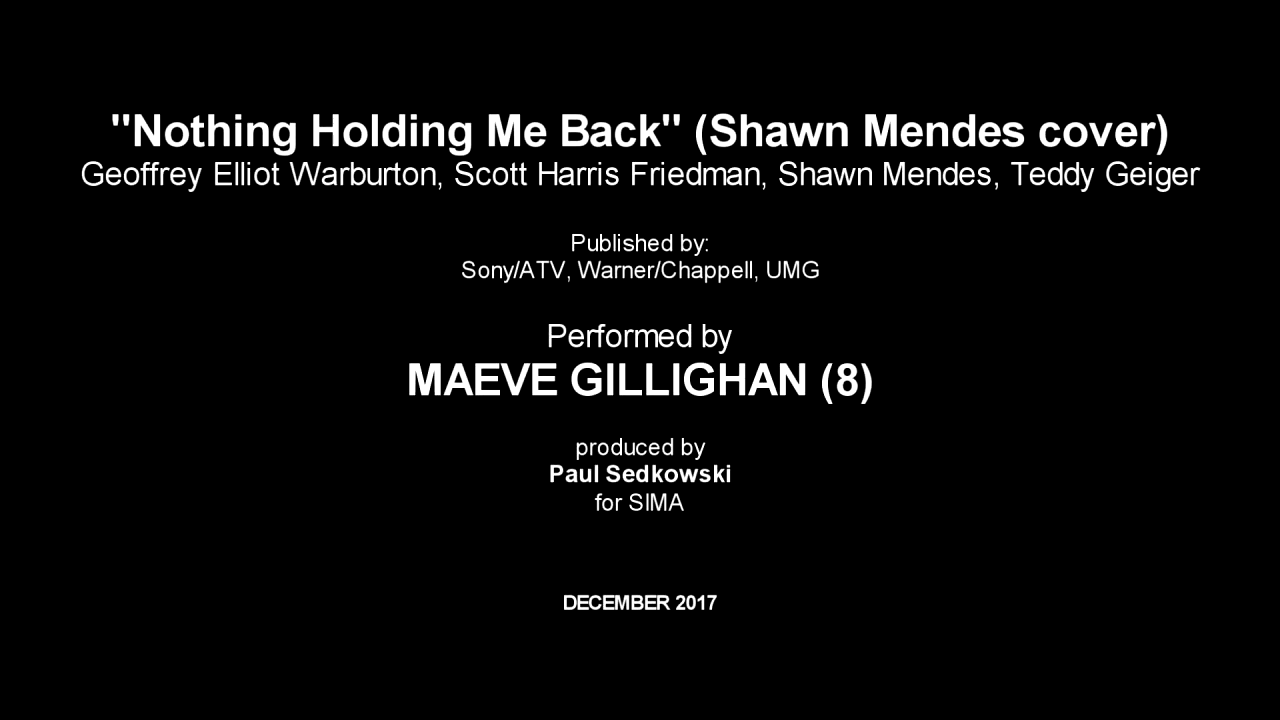 "Nothing Holding Me Back" (Shawn Mendes cover)
Geoffrey Elliot Warburton, Scott Harris Friedman, Shawn Mendes, Teddy Geiger
Published by:
Sony/ATV, Warner/Chappell, UMG
Performed by
MAEVE GILLIGHAN (8)
produced by
Paul Sedkowski
for SIMA
DECEMBER 2017